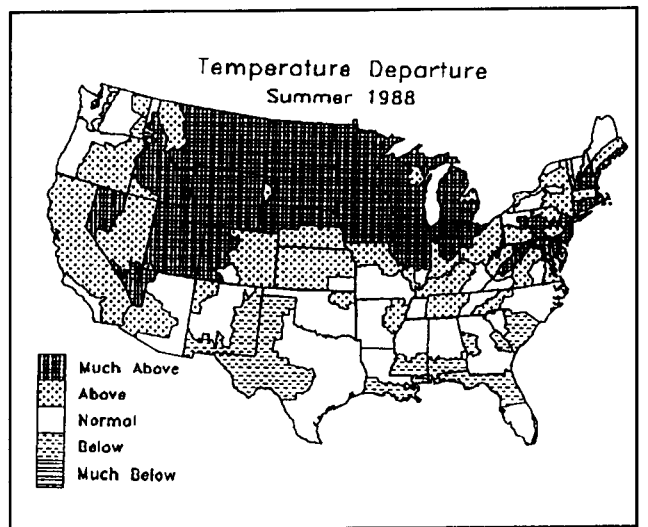 Temperature Departure
Summer 1988
Much Above
Above
Normal
Below
Much Below